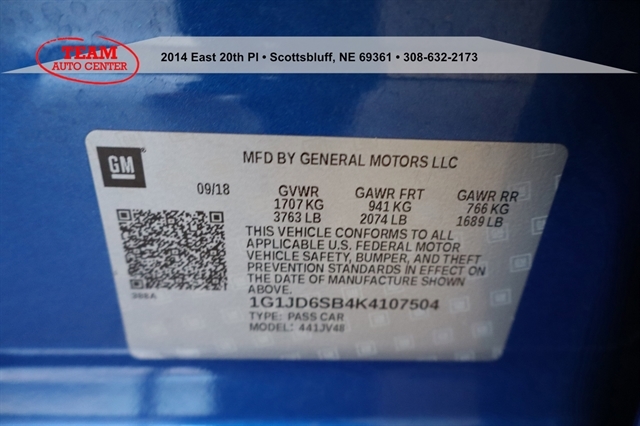 TEAM
AUTO CENTER
2014 East 20th Pl • Scottsbluff, NE 69361 • 308-632-2173
GM
MFD BY GENERAL MOTORS LLC
09/18 GVWR GAWR FRT GAWR RR
1707 KG 941 KG 766 KG
3763 LB 2074 LB 1689 LB
THIS VEHICLE CONFORMS TO ALL
APPLICABLE U.S. FEDERAL MOTOR
VEHICLE SAFETY, BUMPER, AND THEFT
PREVENTION STANDARDS IN EFFECT ON
THE DATE OF MANUFACTURE SHOWN
ABOVE.
1G1JD6SB4K4107504
TYPE: PASS CAR
MODEL: 441JV48